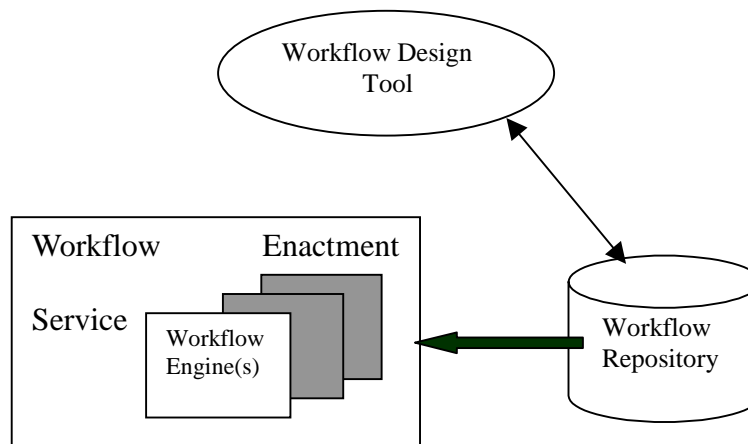 Workflow Design
Tool
Workflow Enactment
Service
Workflow
Engine(s)
Workflow
Repository